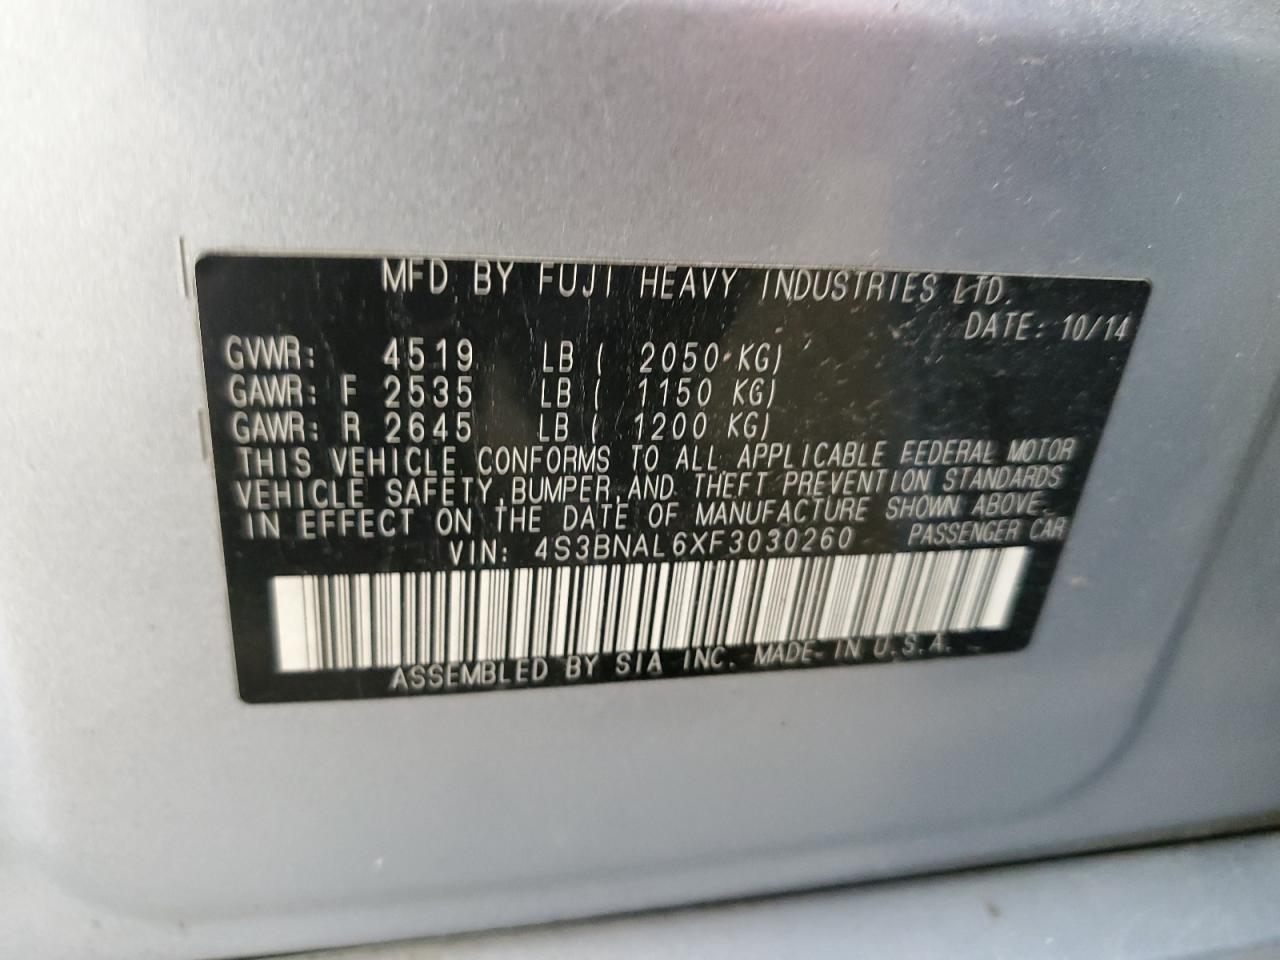 MFD BY FUJI HEAVY INDUSTRIES LTD.
DATE: 10/14
GVWR: 4519 LB ( 2050 KG)
GAWR: F 2535 LB ( 1150 KG)
GAWR: R 2645 LB ( 1200 KG)
THIS VEHICLE CONFORMS TO ALL APPLICABLE FEDERAL MOTOR
VEHICLE SAFETY, BUMPER, AND THEFT PREVENTION STANDARDS
IN EFFECT ON THE DATE OF MANUFACTURE SHOWN ABOVE.
VIN: 4S3BNAL6XF3030260 PASSENGER CAR
ASSEMBLED BY SIA INC. MADE IN U.S.A.